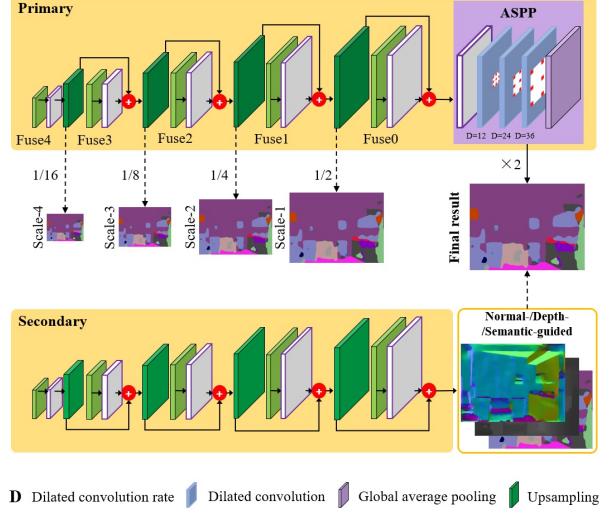 Primary
ASPP
Fuse4
Fuse3
Fuse2
Fuse1
Fuse0
D=12
D=24
D=36
1/16
1/8
1/4
1/2
×2
Scale-4
Scale-3
Scale-2
Scale-1
Final result
Secondary
Normal-/Depth-
/Semantic-guided
D Dilated convolution rate Dilated convolution Global average pooling Upsampling